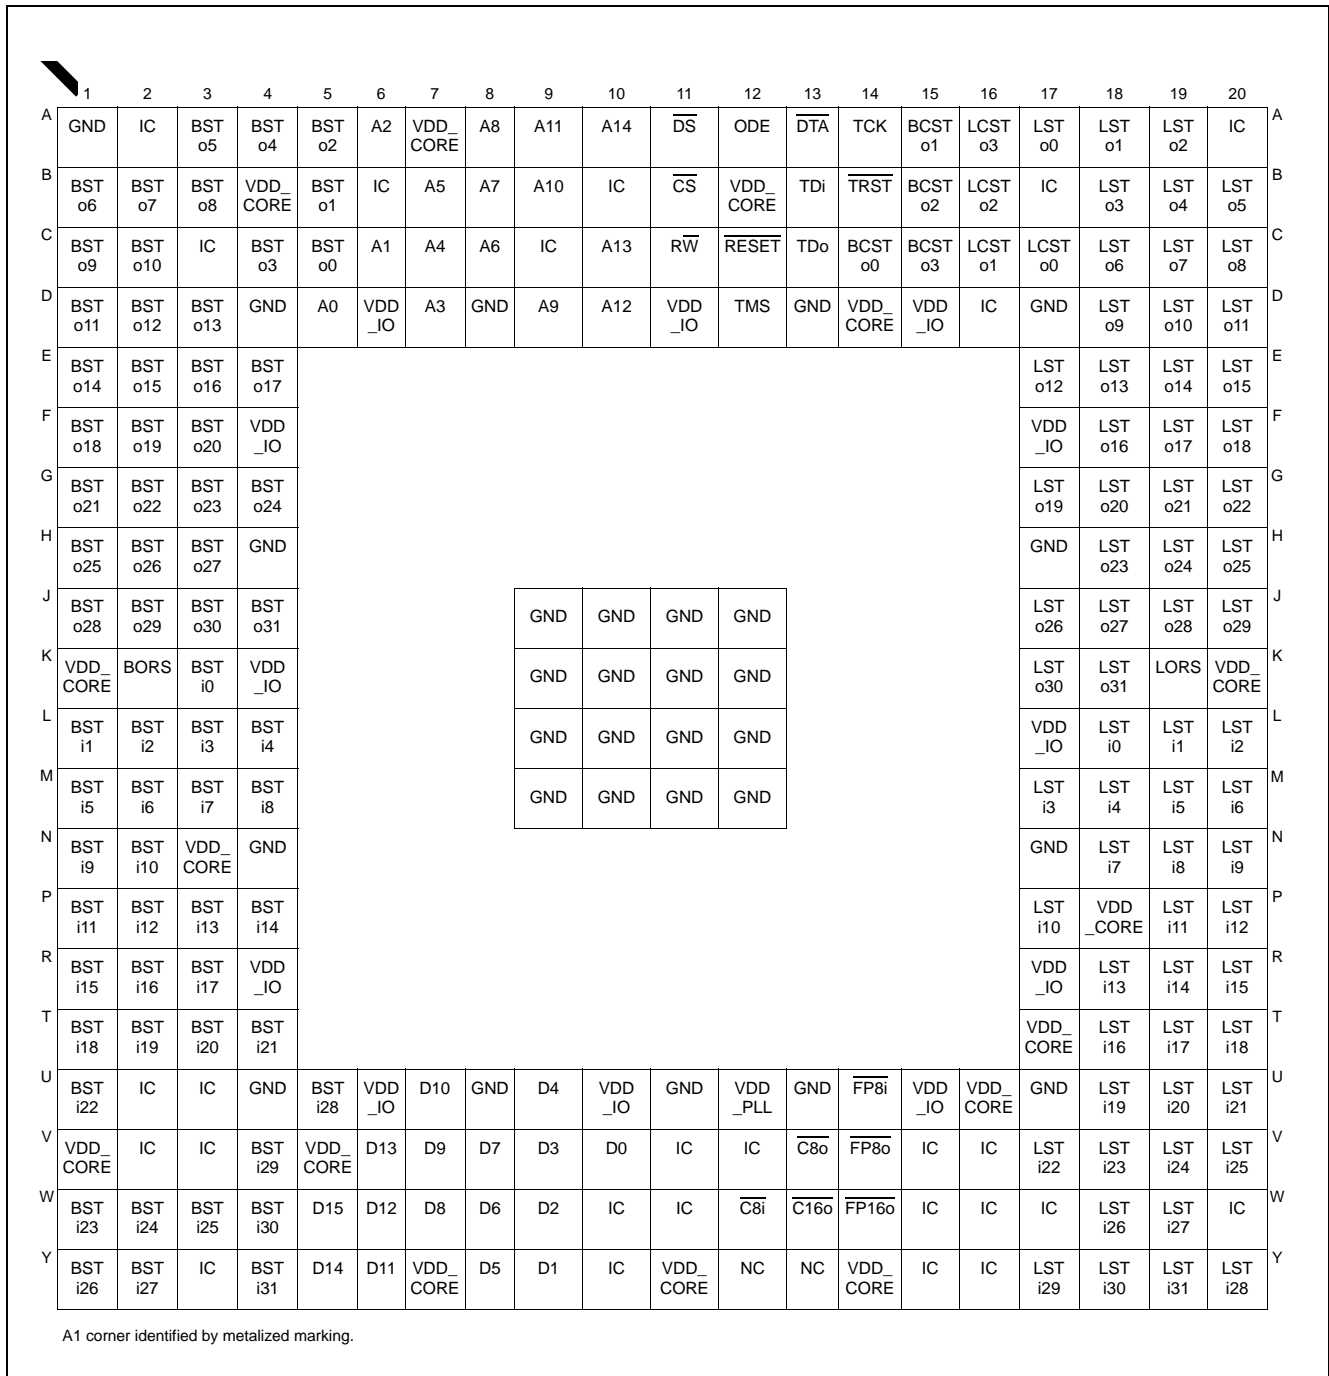 1 2 3 4 5 6 7 8 9 10 11 12 13 14 15 16 17 18 19 20
A GND IC BST o5 BST o4 BST o2 A2 VDD_ CORE A8 A11 A14 DS ODE DTA TCK BCST o1 LCST o3 LST o0 LST o1 LST o2 IC A
B BST o6 BST o7 BST o8 VDD_ CORE BST o1 IC A5 A7 A10 IC CS VDD_ CORE TDi TRST BCST o2 LCST o2 IC LST o3 LST o4 LST o5 B
C BST o9 BST o10 IC BST o3 BST o0 A1 A4 A6 IC A13 RW RESET TDo BCST o0 BCST o3 LCST o1 LCST o0 LST o6 LST o7 LST o8 C
D BST o11 BST o12 BST o13 GND A0 VDD _IO A3 GND A9 A12 VDD _IO TMS GND VDD_ CORE VDD _IO IC GND LST o9 LST o10 LST o11 D
E BST o14 BST o15 BST o16 BST o17 LST o12 LST o13 LST o14 LST o15 E
F BST o18 BST o19 BST o20 VDD _IO VDD _IO LST o16 LST o17 LST o18 F
G BST o21 BST o22 BST o23 BST o24 LST o19 LST o20 LST o21 LST o22 G
H BST o25 BST o26 BST o27 GND GND LST o23 LST o24 LST o25 H
J BST o28 BST o29 BST o30 BST o31 GND GND GND GND LST o26 LST o27 LST o28 LST o29 J
K VDD_ CORE BORS BST i0 VDD _IO GND GND GND GND LST o30 LST o31 LORS VDD_ CORE K
L BST i1 BST i2 BST i3 BST i4 GND GND GND GND VDD _IO LST i0 LST i1 LST i2 L
M BST i5 BST i6 BST i7 BST i8 GND GND GND GND LST i3 LST i4 LST i5 LST i6 M
N BST i9 BST i10 VDD_ CORE GND GND LST i7 LST i8 LST i9 N
P BST i11 BST i12 BST i13 BST i14 LST i10 VDD _CORE LST i11 LST i12 P
R BST i15 BST i16 BST i17 VDD _IO VDD _IO LST i13 LST i14 LST i15 R
T BST i18 BST i19 BST i20 BST i21 VDD_ CORE LST i16 LST i17 LST i18 T
U BST i22 IC IC GND BST i28 VDD _IO D10 GND D4 VDD _IO GND VDD _PLL GND FP8i VDD _IO VDD_ CORE GND LST i19 LST i20 LST i21 U
V VDD_ CORE IC IC BST i29 VDD_ CORE D13 D9 D7 D3 D0 IC IC C8o FP8o IC IC LST i22 LST i23 LST i24 LST i25 V
W BST i23 BST i24 BST i25 BST i30 D15 D12 D8 D6 D2 IC IC C8i C16o FP16o IC IC IC LST i26 LST i27 IC W
Y BST i26 BST i27 IC BST i31 D14 D11 VDD_ CORE D5 D1 IC VDD_ CORE NC NC VDD_ CORE IC IC LST i29 LST i30 LST i31 LST i28 Y
A1 corner identified by metalized marking.